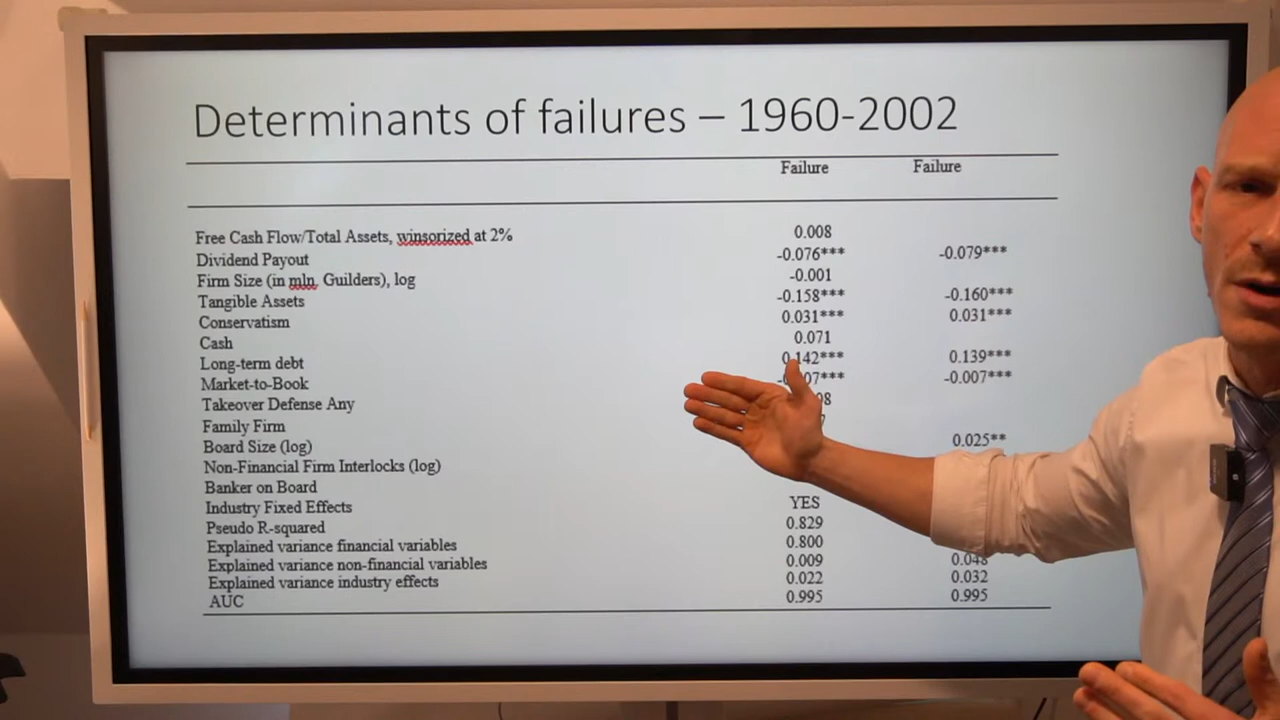 Determinants of failures – 1960-2002
Failure Failure
Free Cash Flow/Total Assets, winsorized at 2% 0.008
Dividend Payout -0.076*** -0.079***
Firm Size (in mln. Guilders), log -0.001
Tangible Assets -0.158*** -0.160***
Conservatism 0.031*** 0.031***
Cash 0.071
Long-term debt 0.142*** 0.139***
Market-to-Book -0.007***
Takeover Defense Any
Family Firm
Board Size (log) 0.025**
Non-Financial Firm Interlocks (log)
Banker on Board
Industry Fixed Effects YES
Pseudo R-squared 0.829
Explained variance financial variables 0.800
Explained variance non-financial variables 0.009 0.048
Explained variance industry effects 0.022 0.032
AUC 0.995 0.995